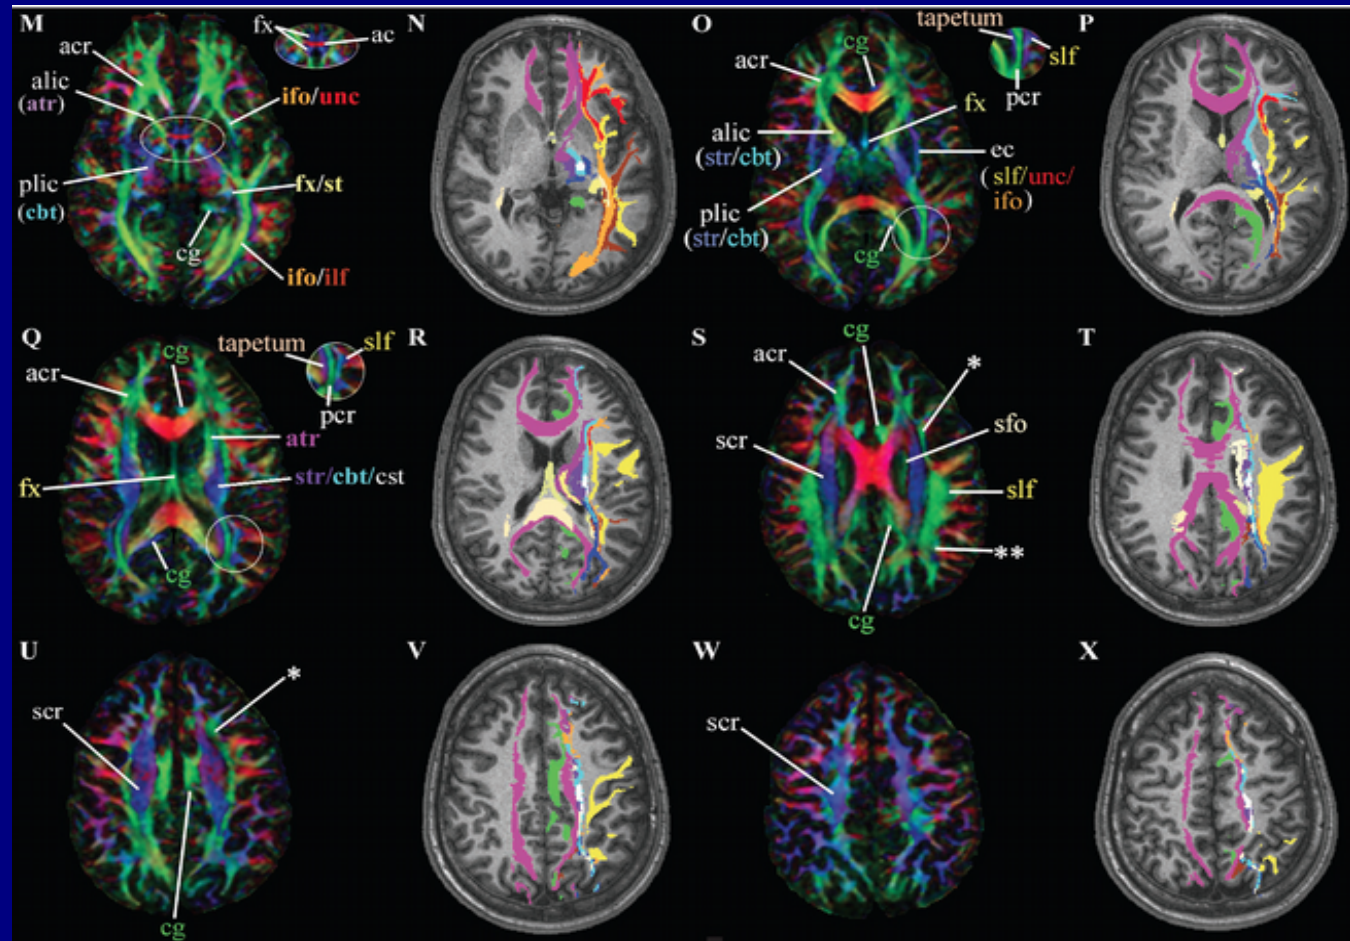 M
fx
ac
acr
alic
(atr)
ifo/unc
plic
(cbt)
fx/st
cg
ifo/ilf
N
O
tapetum
cg
slf
acr
pcr
fx
alic
(str/cbt)
ec
(slf/unc/
ifo)
plic
(str/cbt)
cg
P
Q
tapetum
cg
slf
acr
pcr
atr
fx
str/cbt/cst
cg
R
S
cg
acr
*
sfo
scr
slf
**
cg
T
U
*
scr
cg
V
W
scr
X